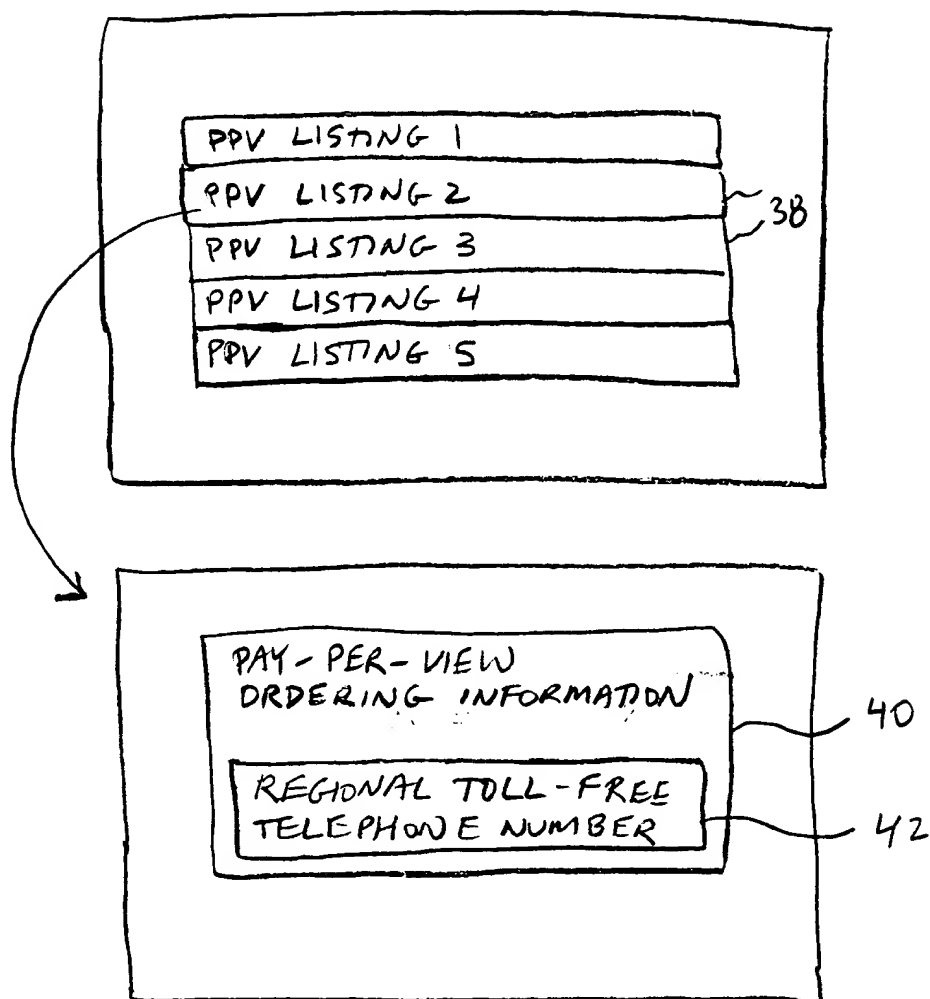 PPV LISTING 1
PPV LISTING 2
38
PPV LISTING 3
PPV LISTING 4
PPV LISTING 5
PAY-PER-VIEW
ORDERING INFORMATION
40
REGIONAL TOLL-FREE
TELEPHONE NUMBER
42